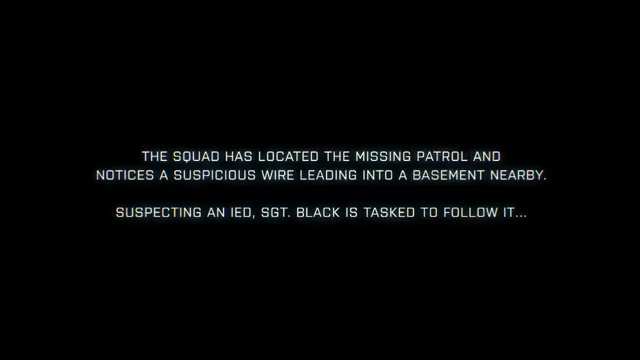 THE SQUAD HAS LOCATED THE MISSING PATROL AND
NOTICES A SUSPICIOUS WIRE LEADING INTO A BASEMENT NEARBY.
SUSPECTING AN IED, SGT. BLACK IS TASKED TO FOLLOW IT...